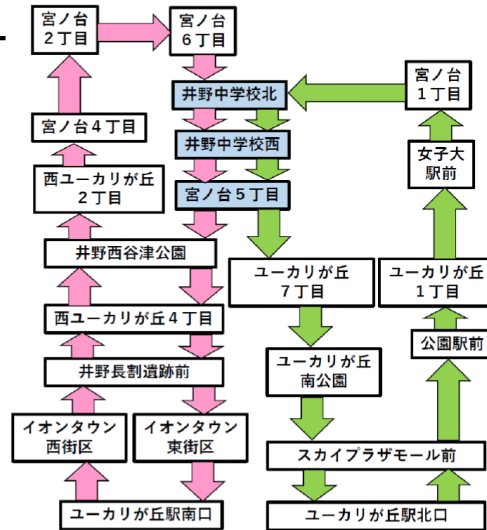 宮ノ台
２丁目
宮ノ台
６丁目
井野中学校北
宮ノ台
１丁目
宮ノ台４丁目
井野中学校西
女子大
駅前
西ユーカリが丘
２丁目
宮ノ台５丁目
井野西谷津公園
ユーカリが丘
７丁目
ユーカリが丘
１丁目
西ユーカリが丘４丁目
公園駅前
井野長割遺跡前
ユーカリが丘
南公園
イオンタウン
西街区
イオンタウン
東街区
スカイプラザモール前
ユーカリが丘駅南口
ユーカリが丘駅北口